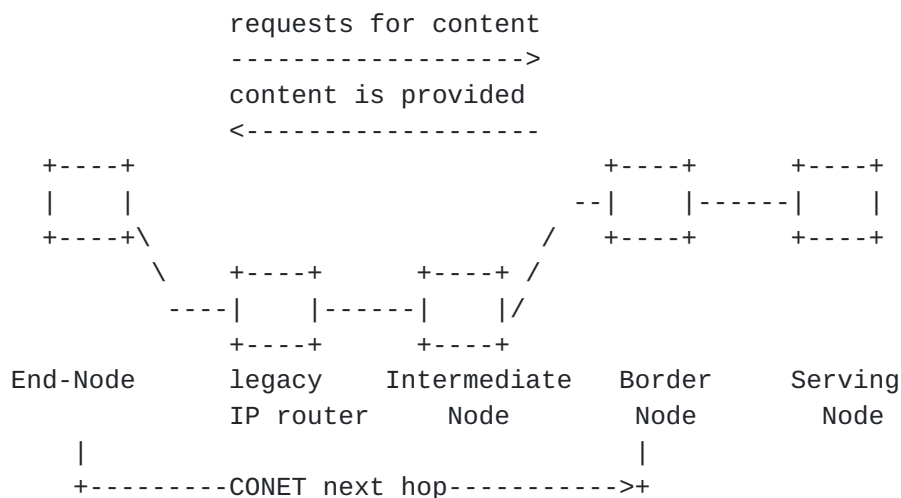 requests for content
------------------->
content is provided
<-------------------
+----+ +----+ +----+
| | --| |------| |
+----+\ / +----+ +----+
\ +----+ +----+ /
----| |------| |/
+----+ +----+
End-Node legacy Intermediate Border Serving
IP router Node Node Node
| |
+---------CONET next hop----------->+